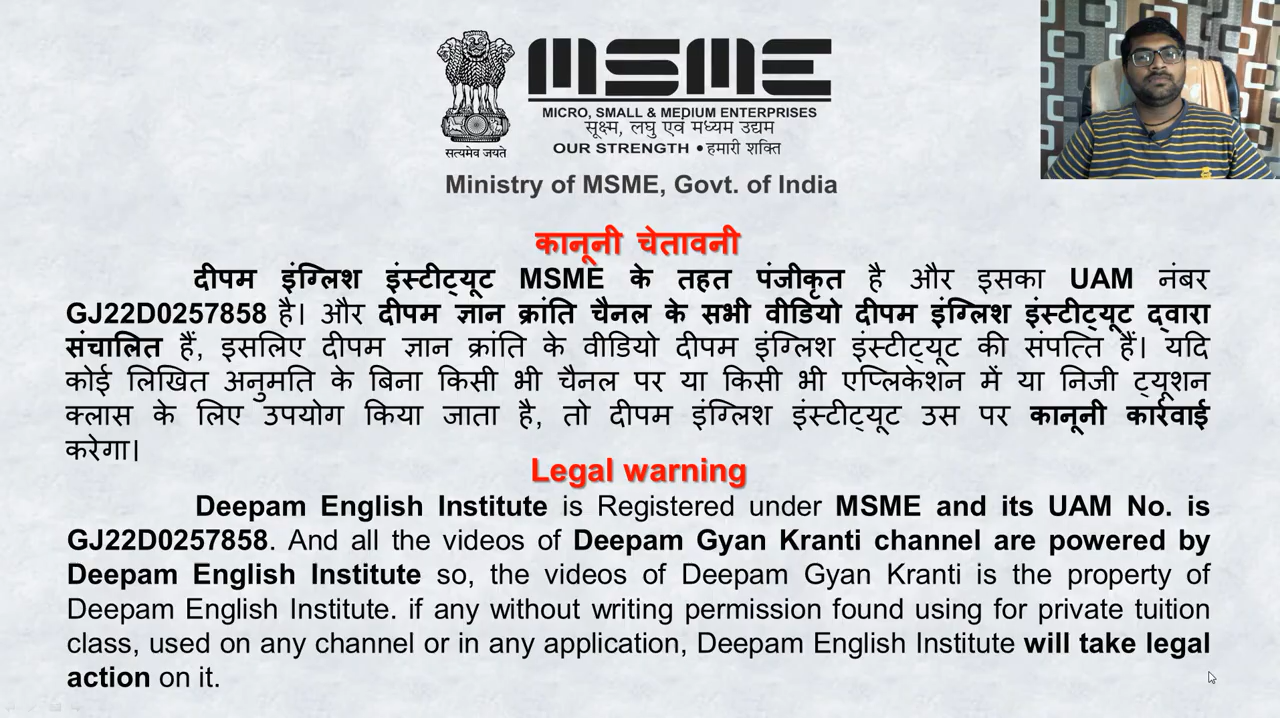 MSME
MICRO, SMALL & MEDIUM ENTERPRISES
सूक्ष्म, लघु एवं मध्यम उद्यम
OUR STRENGTH • हमारी शक्ति
सत्यमेव जयते
Ministry of MSME, Govt. of India
कानूनी चेतावनी
दीपम इंग्लिश इंस्टीट्यूट MSME के तहत पंजीकृत है और इसका UAM नंबर
GJ22D0257858 है। और दीपम ज्ञान क्रांति चैनल के सभी वीडियो दीपम इंग्लिश इंस्टीट्यूट द्वारा
संचालित हैं, इसलिए दीपम ज्ञान क्रांति के वीडियो दीपम इंग्लिश इंस्टीट्यूट की संपत्ति हैं। यदि
कोई लिखित अनुमति के बिना किसी भी चैनल पर या किसी भी एप्लिकेशन में या निजी ट्यूशन
क्लास के लिए उपयोग किया जाता है, तो दीपम इंग्लिश इंस्टीट्यूट उस पर कानूनी कार्रवाई
करेगा।
Legal warning
Deepam English Institute is Registered under MSME and its UAM No. is
GJ22D0257858. And all the videos of Deepam Gyan Kranti channel are powered by
Deepam English Institute so, the videos of Deepam Gyan Kranti is the property of
Deepam English Institute. if any without writing permission found using for private tuition
class, used on any channel or in any application, Deepam English Institute will take legal
action on it.